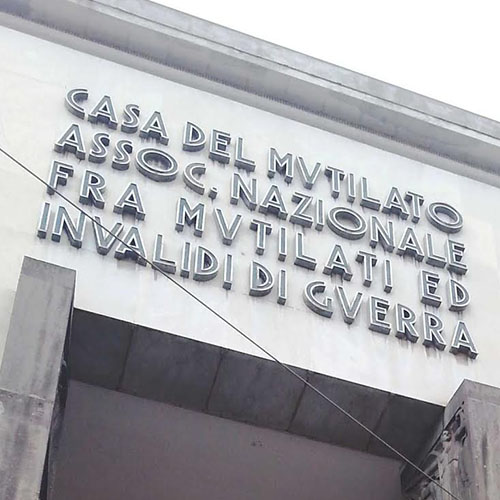 CASA DEL MVTILATO
ASSOC. NAZIONALE
FRA MVTILATI ED
INVALIDI DI GVERRA